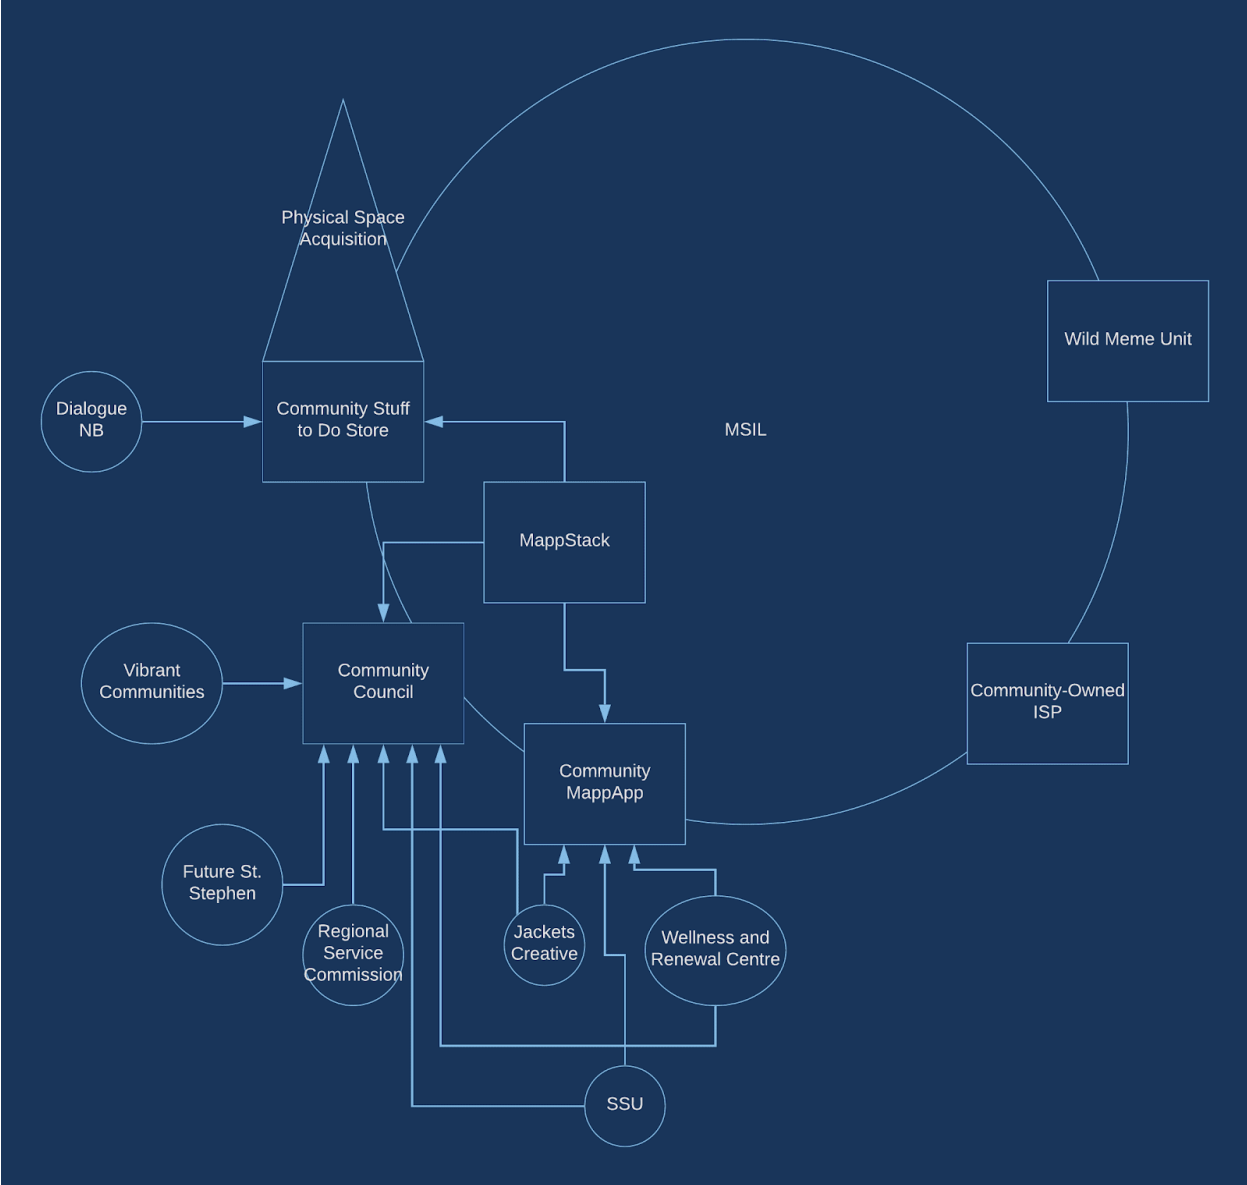 Physical Space
Acquisition
Wild Meme Unit
Dialogue
NB
Community Stuff
to Do Store
MSIL
MappStack
Vibrant
Communities
Community
Council
Community-Owned
ISP
Community
MappApp
Future St.
Stephen
Regional
Service
Commission
Jackets
Creative
Wellness and
Renewal Centre
SSU